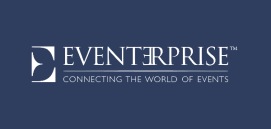 EVENTERPRISE™
CONNECTING THE WORLD OF EVENTS